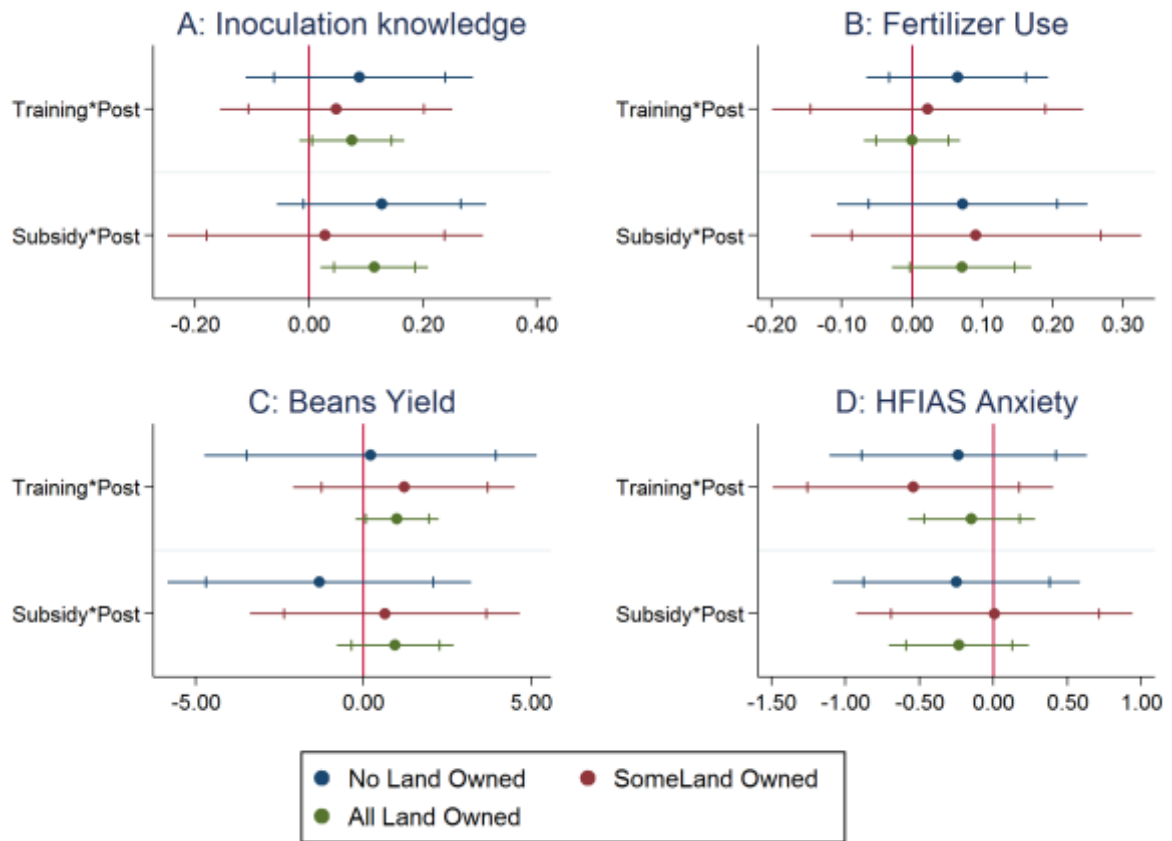 A: Inoculation knowledge
Training*Post
Subsidy*Post
-0.20 0.00 0.20 0.40
B: Fertilizer Use
Training*Post
Subsidy*Post
-0.20 -0.10 0.00 0.10 0.20 0.30
C: Beans Yield
Training*Post
Subsidy*Post
-5.00 0.00 5.00
D: HFIAS Anxiety
Training*Post
Subsidy*Post
-1.50 -1.00 -0.50 0.00 0.50 1.00
No Land Owned SomeLand Owned
All Land Owned